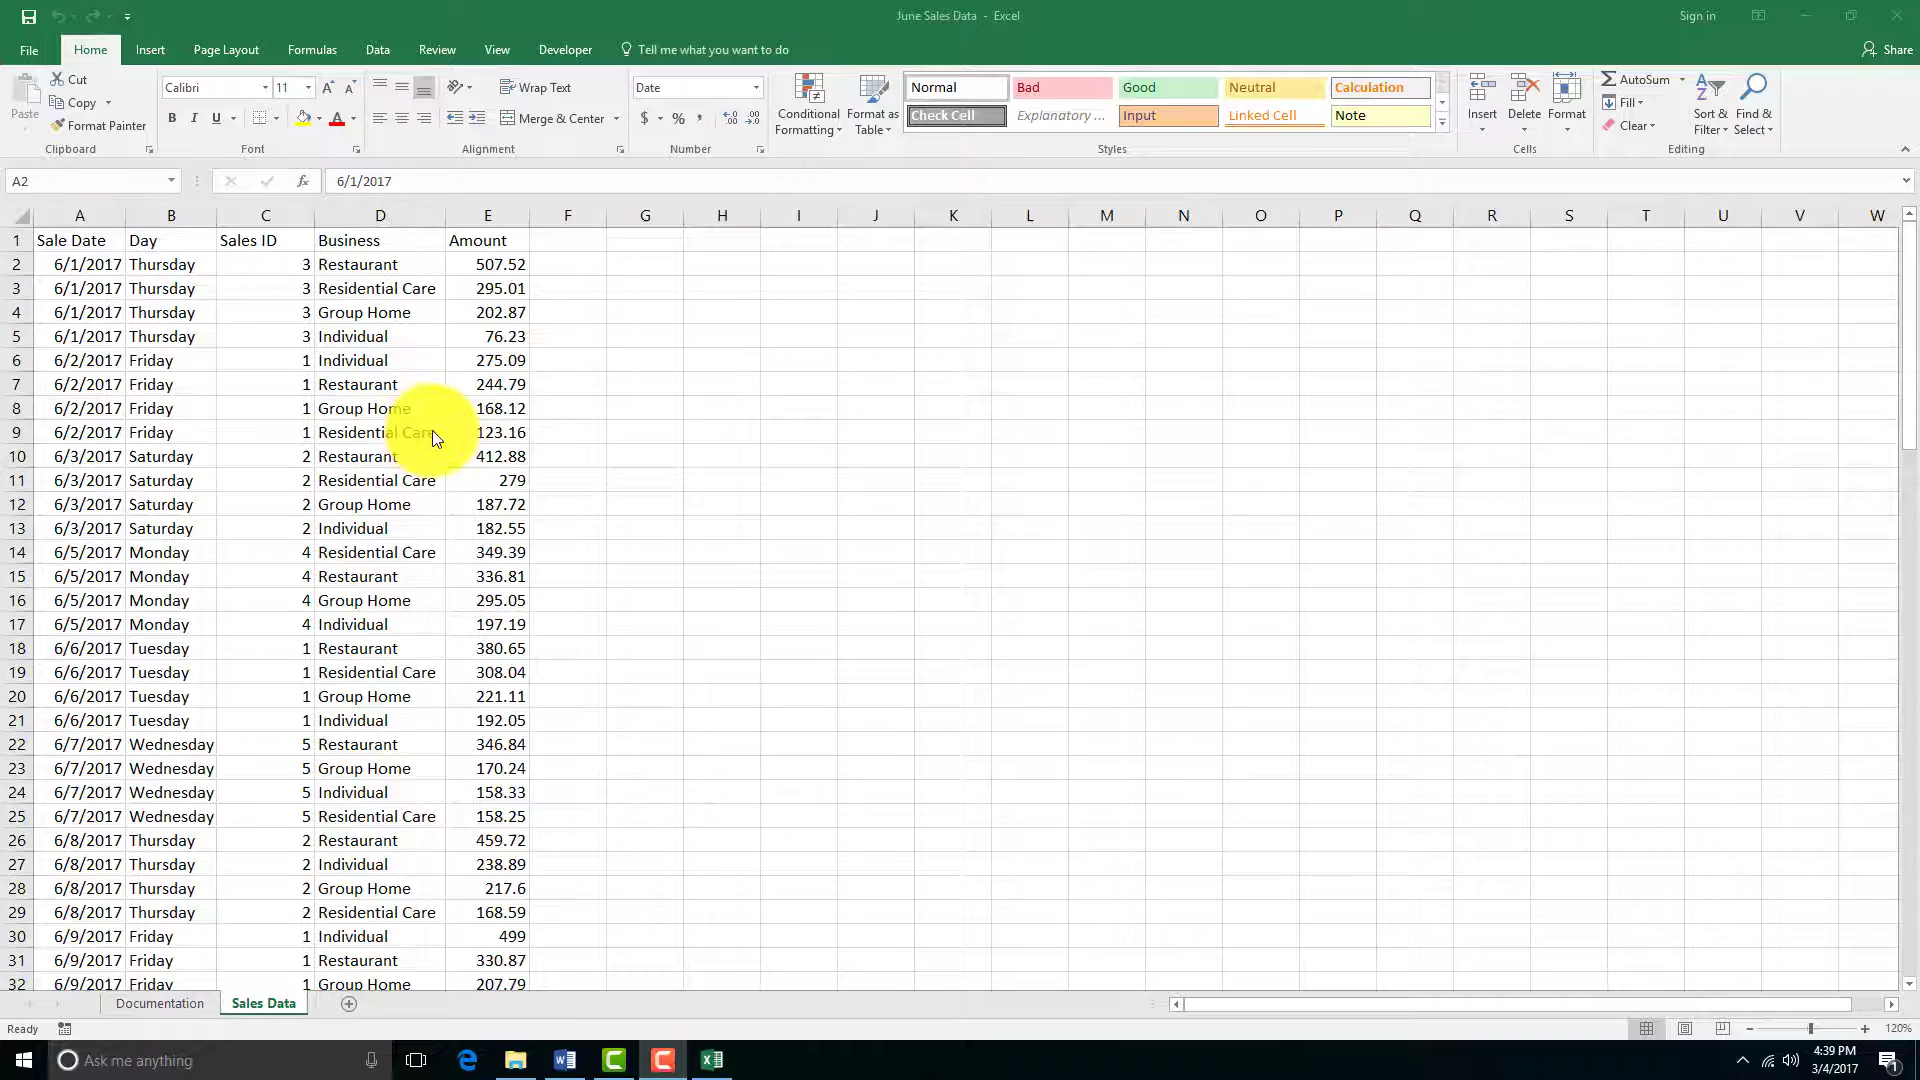 June Sales Data - Excel
Sign in
File Home Insert Page Layout Formulas Data Review View Developer Tell me what you want to do Share
Paste Cut Calibri 11 Wrap Text Date Conditional Formatting Format as Table Normal Bad Good Neutral Calculation Insert Delete Format AutoSum Sort & Filter Find & Select
Copy Fill
Format Painter B I U Merge & Center $ % , Check Cell Explanatory ... Input Linked Cell Note Clear
Clipboard Font Alignment Number Styles Cells Editing
A2 fx 6/1/2017
A B C D E F G H I J K L M N O P Q R S T U V W
1 Sale Date Day Sales ID Business Amount
2 6/1/2017 Thursday 3 Restaurant 507.52
3 6/1/2017 Thursday 3 Residential Care 295.01
4 6/1/2017 Thursday 3 Group Home 202.87
5 6/1/2017 Thursday 3 Individual 76.23
6 6/2/2017 Friday 1 Individual 275.09
7 6/2/2017 Friday 1 Restaurant 244.79
8 6/2/2017 Friday 1 Group Home 168.12
9 6/2/2017 Friday 1 Residential Care 123.16
10 6/3/2017 Saturday 2 Restaurant 412.88
11 6/3/2017 Saturday 2 Residential Care 279
12 6/3/2017 Saturday 2 Group Home 187.72
13 6/3/2017 Saturday 2 Individual 182.55
14 6/5/2017 Monday 4 Residential Care 349.39
15 6/5/2017 Monday 4 Restaurant 336.81
16 6/5/2017 Monday 4 Group Home 295.05
17 6/5/2017 Monday 4 Individual 197.19
18 6/6/2017 Tuesday 1 Restaurant 380.65
19 6/6/2017 Tuesday 1 Residential Care 308.04
20 6/6/2017 Tuesday 1 Group Home 221.11
21 6/6/2017 Tuesday 1 Individual 192.05
22 6/7/2017 Wednesday 5 Restaurant 346.84
23 6/7/2017 Wednesday 5 Group Home 170.24
24 6/7/2017 Wednesday 5 Individual 158.33
25 6/7/2017 Wednesday 5 Residential Care 158.25
26 6/8/2017 Thursday 2 Restaurant 459.72
27 6/8/2017 Thursday 2 Individual 238.89
28 6/8/2017 Thursday 2 Group Home 217.6
29 6/8/2017 Thursday 2 Residential Care 168.59
30 6/9/2017 Friday 1 Individual 499
31 6/9/2017 Friday 1 Restaurant 330.87
32 6/9/2017 Friday 1 Group Home 207.79
Documentation Sales Data
Ready 120%
Ask me anything 4:39 PM
3/4/2017